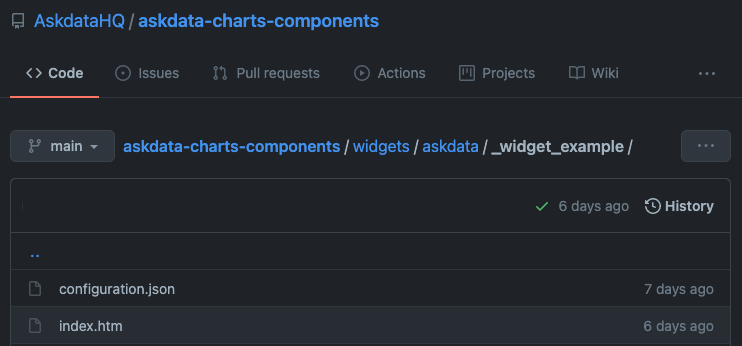 AskdataHQ / askdata-charts-components
Code Issues Pull requests Actions Projects Wiki ...
main askdata-charts-components / widgets / askdata / _widget_example / ...
6 days ago History
..
configuration.json 7 days ago
index.htm 6 days ago